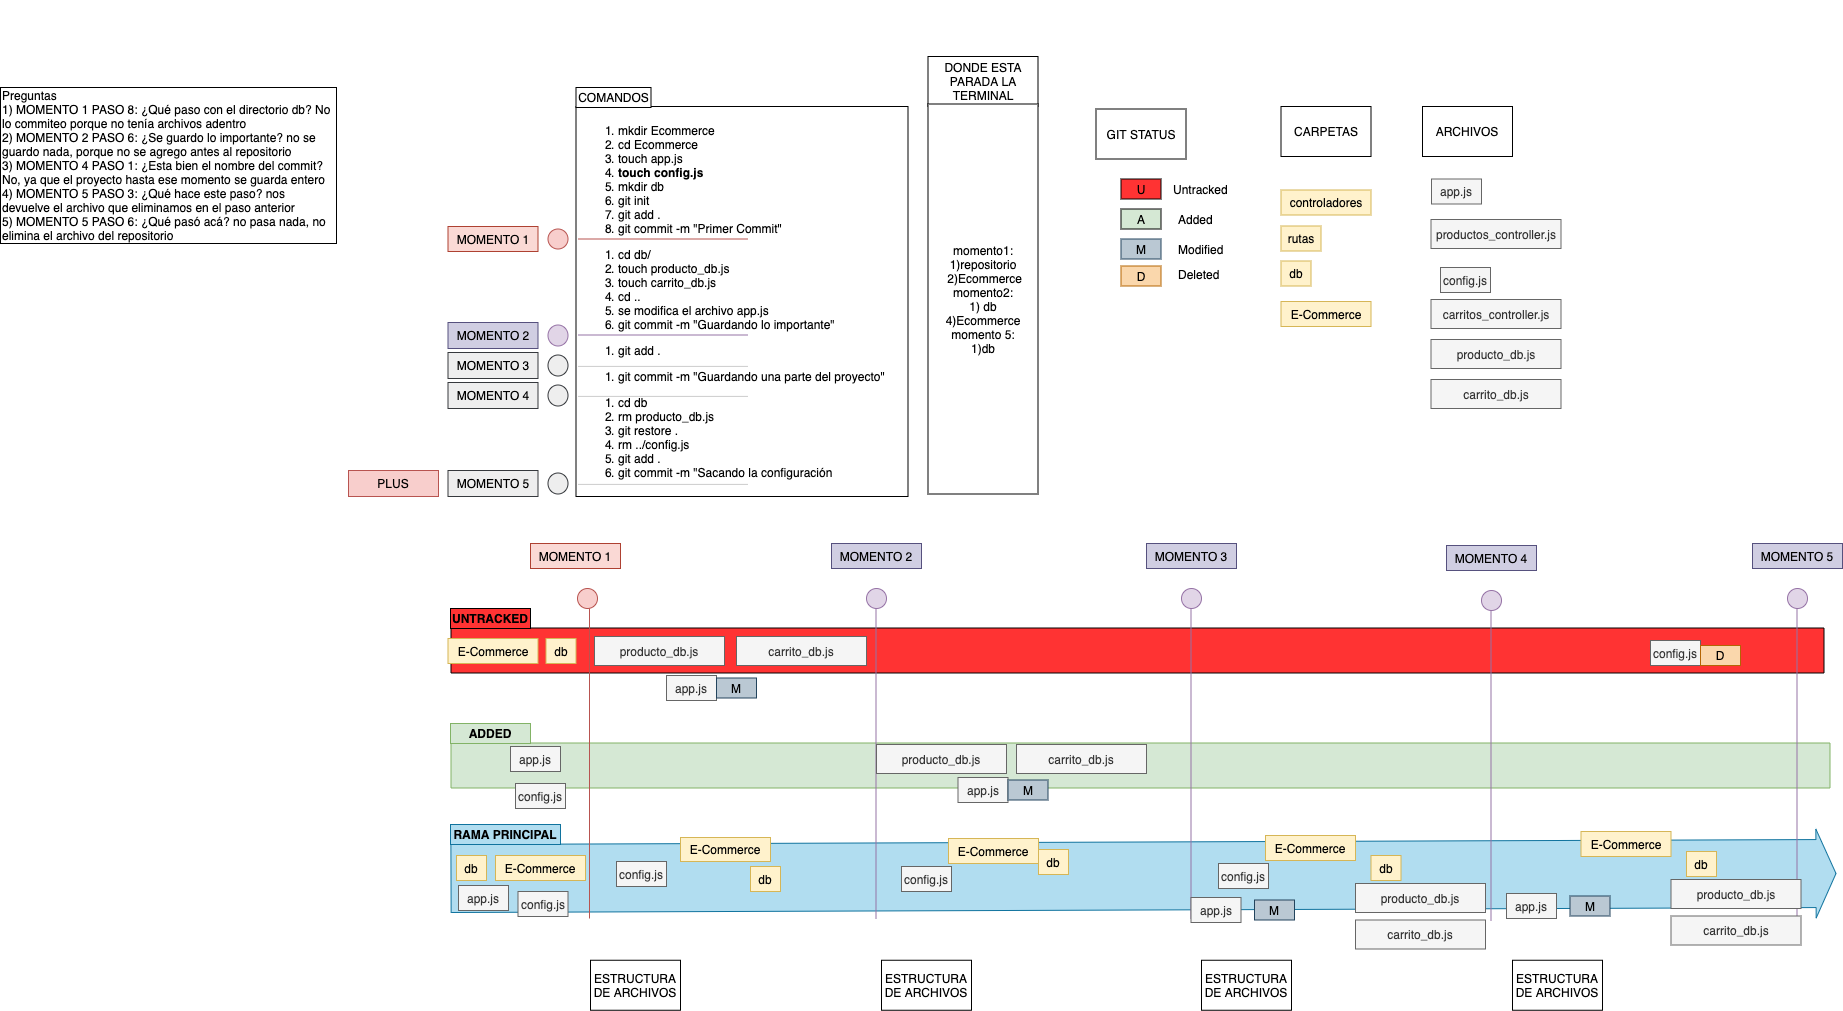 Preguntas
1) MOMENTO 1 PASO 8: ¿Qué paso con el directorio db? No
lo commiteo porque no tenía archivos adentro
2) MOMENTO 2 PASO 6: ¿Se guardo lo importante? no se
guardo nada, porque no se agrego antes al repositorio
3) MOMENTO 4 PASO 1: ¿Esta bien el nombre del commit?
No, ya que el proyecto hasta ese momento se guarda entero
4) MOMENTO 5 PASO 3: ¿Qué hace este paso? nos
devuelve el archivo que eliminamos en el paso anterior
5) MOMENTO 5 PASO 6: ¿Qué pasó acá? no pasa nada, no
elimina el archivo del repositorio
MOMENTO 1
MOMENTO 2
MOMENTO 3
MOMENTO 4
PLUS
MOMENTO 5
COMANDOS
1. mkdir Ecommerce
2. cd Ecommerce
3. touch app.js
4. touch config.js
5. mkdir db
6. git init
7. git add .
8. git commit -m "Primer Commit"
1. cd db/
2. touch producto_db.js
3. touch carrito_db.js
4. cd ..
5. se modifica el archivo app.js
6. git commit -m "Guardando lo importante"
1. git add .
1. git commit -m "Guardando una parte del proyecto"
1. cd db
2. rm producto_db.js
3. git restore .
4. rm ../config.js
5. git add .
6. git commit -m "Sacando la configuración
DONDE ESTA
PARADA LA
TERMINAL
momento1:
1)repositorio
2)Ecommerce
momento2:
1) db
4)Ecommerce
momento 5:
1)db
GIT STATUS
U Untracked
A Added
M Modified
D Deleted
CARPETAS
controladores
rutas
db
E-Commerce
ARCHIVOS
app.js
productos_controller.js
config.js
carritos_controller.js
producto_db.js
carrito_db.js
MOMENTO 1
MOMENTO 2
MOMENTO 3
MOMENTO 4
MOMENTO 5
UNTRACKED
E-Commerce db producto_db.js carrito_db.js config.js D
app.js M
ADDED
app.js producto_db.js carrito_db.js
config.js app.js M
RAMA PRINCIPAL
db E-Commerce
app.js config.js
E-Commerce
config.js db
E-Commerce db
config.js
E-Commerce
config.js db
app.js M producto_db.js
carrito_db.js
E-Commerce
db
app.js M producto_db.js
carrito_db.js
ESTRUCTURA
DE ARCHIVOS
ESTRUCTURA
DE ARCHIVOS
ESTRUCTURA
DE ARCHIVOS
ESTRUCTURA
DE ARCHIVOS